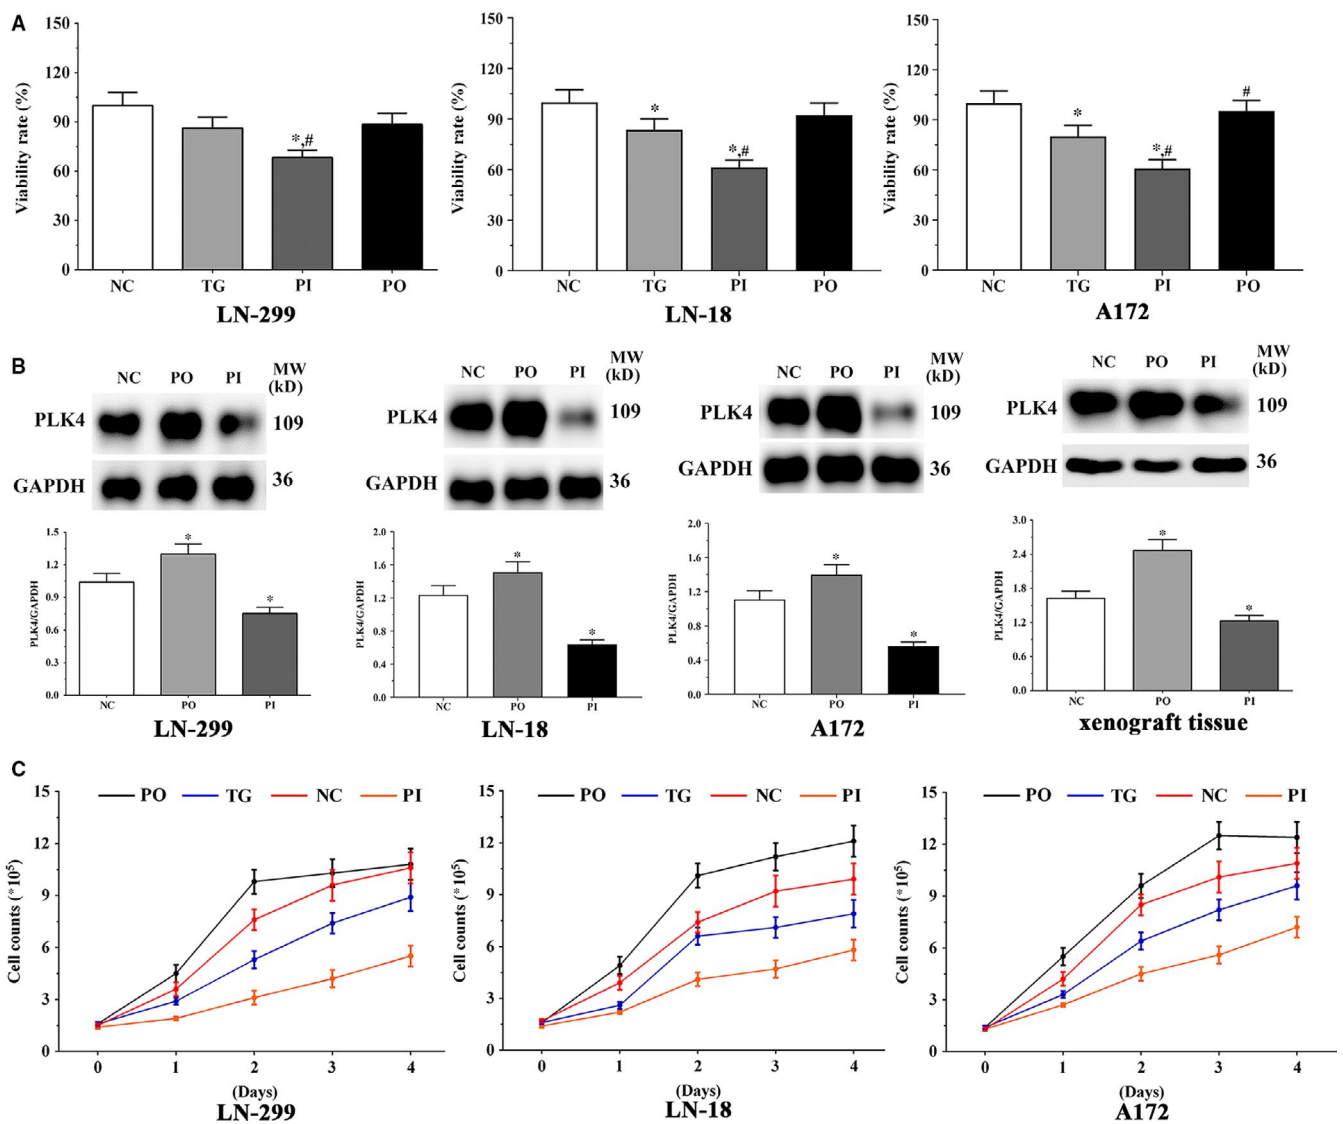 A
150
120
90
60
30
0
Viability rate (%)
*,#
NC TG PI PO
LN-299
150
120
90
60
30
0
Viability rate (%)
*
*,#
NC TG PI PO
LN-18
150
120
90
60
30
0
Viability rate (%)
*
*,#
#
NC TG PI PO
A172
B
NC PO PI MW
(kD)
PLK4 109
GAPDH 36
1.5
1.2
0.9
0.6
0.3
0.0
PLK4/GAPDH
*
*
NC PO PI
LN-299
NC PO PI MW
(kD)
PLK4 109
GAPDH 36
2.0
1.6
1.2
0.8
0.4
0.0
PLK4/GAPDH
*
*
NC PO PI
LN-18
NC PO PI MW
(kD)
PLK4 109
GAPDH 36
2.0
1.6
1.2
0.8
0.4
0.0
PLK4/GAPDH
*
*
NC PO PI
A172
NC PO PI MW
(kD)
PLK4 109
GAPDH 36
3.0
2.4
1.8
1.2
0.6
0.0
PLK4/GAPDH
*
*
NC PO PI
xenograft tissue
C
PO TG NC PI
15
12
9
6
3
0
Cell counts (*10⁵)
0 1 2 3 4
(Days)
LN-299
PO TG NC PI
15
12
9
6
3
0
Cell counts (*10⁵)
0 1 2 3 4
(Days)
LN-18
PO TG NC PI
15
12
9
6
3
0
Cell counts (*10⁵)
0 1 2 3 4
(Days)
A172